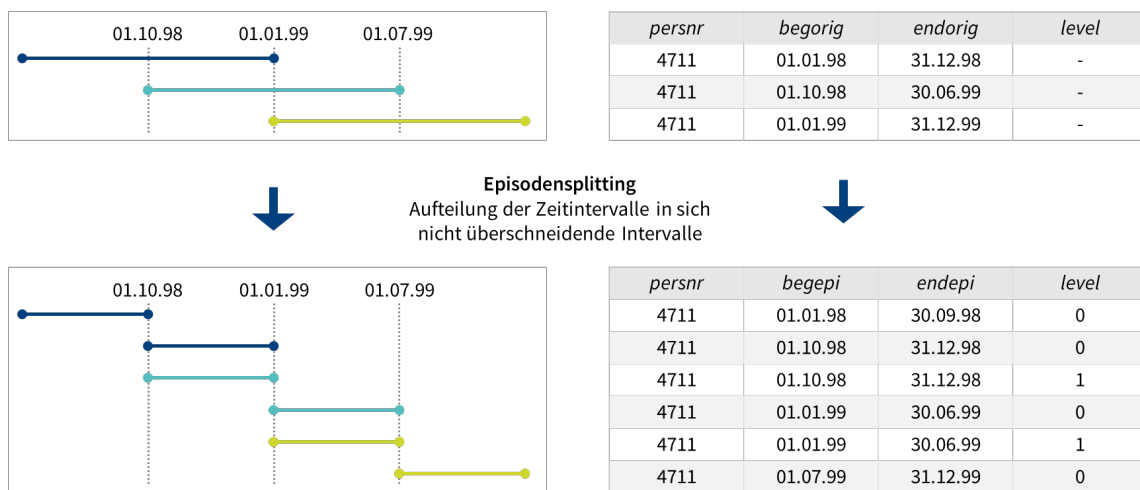 01.10.98 01.01.99 01.07.99
persnr begorig endorig level
4711 01.01.98 31.12.98 -
4711 01.10.98 30.06.99 -
4711 01.01.99 31.12.99 -
Episodensplitting
Aufteilung der Zeitintervalle in sich
nicht überschneidende Intervalle
01.10.98 01.01.99 01.07.99
persnr begepi endepi level
4711 01.01.98 30.09.98 0
4711 01.10.98 31.12.98 0
4711 01.10.98 31.12.98 1
4711 01.01.99 30.06.99 0
4711 01.01.99 30.06.99 1
4711 01.07.99 31.12.99 0